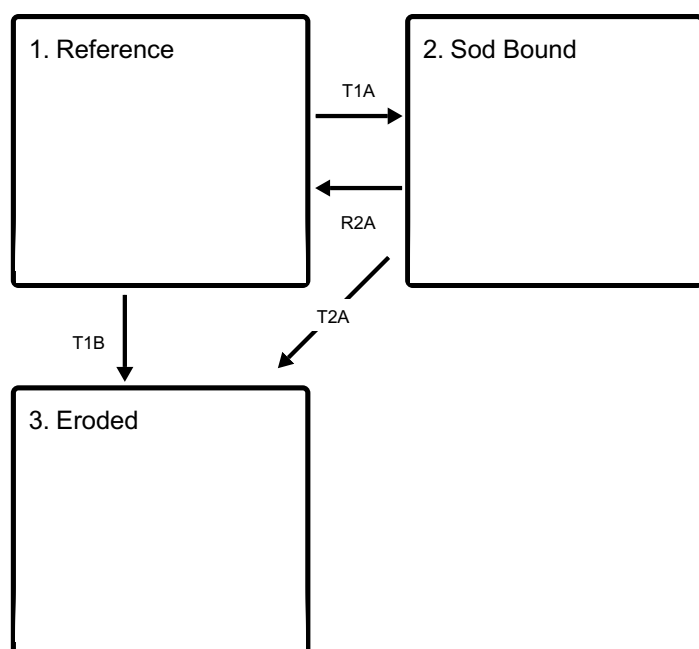 1. Reference
2. Sod Bound
T1A
R2A
T2A
T1B
3. Eroded